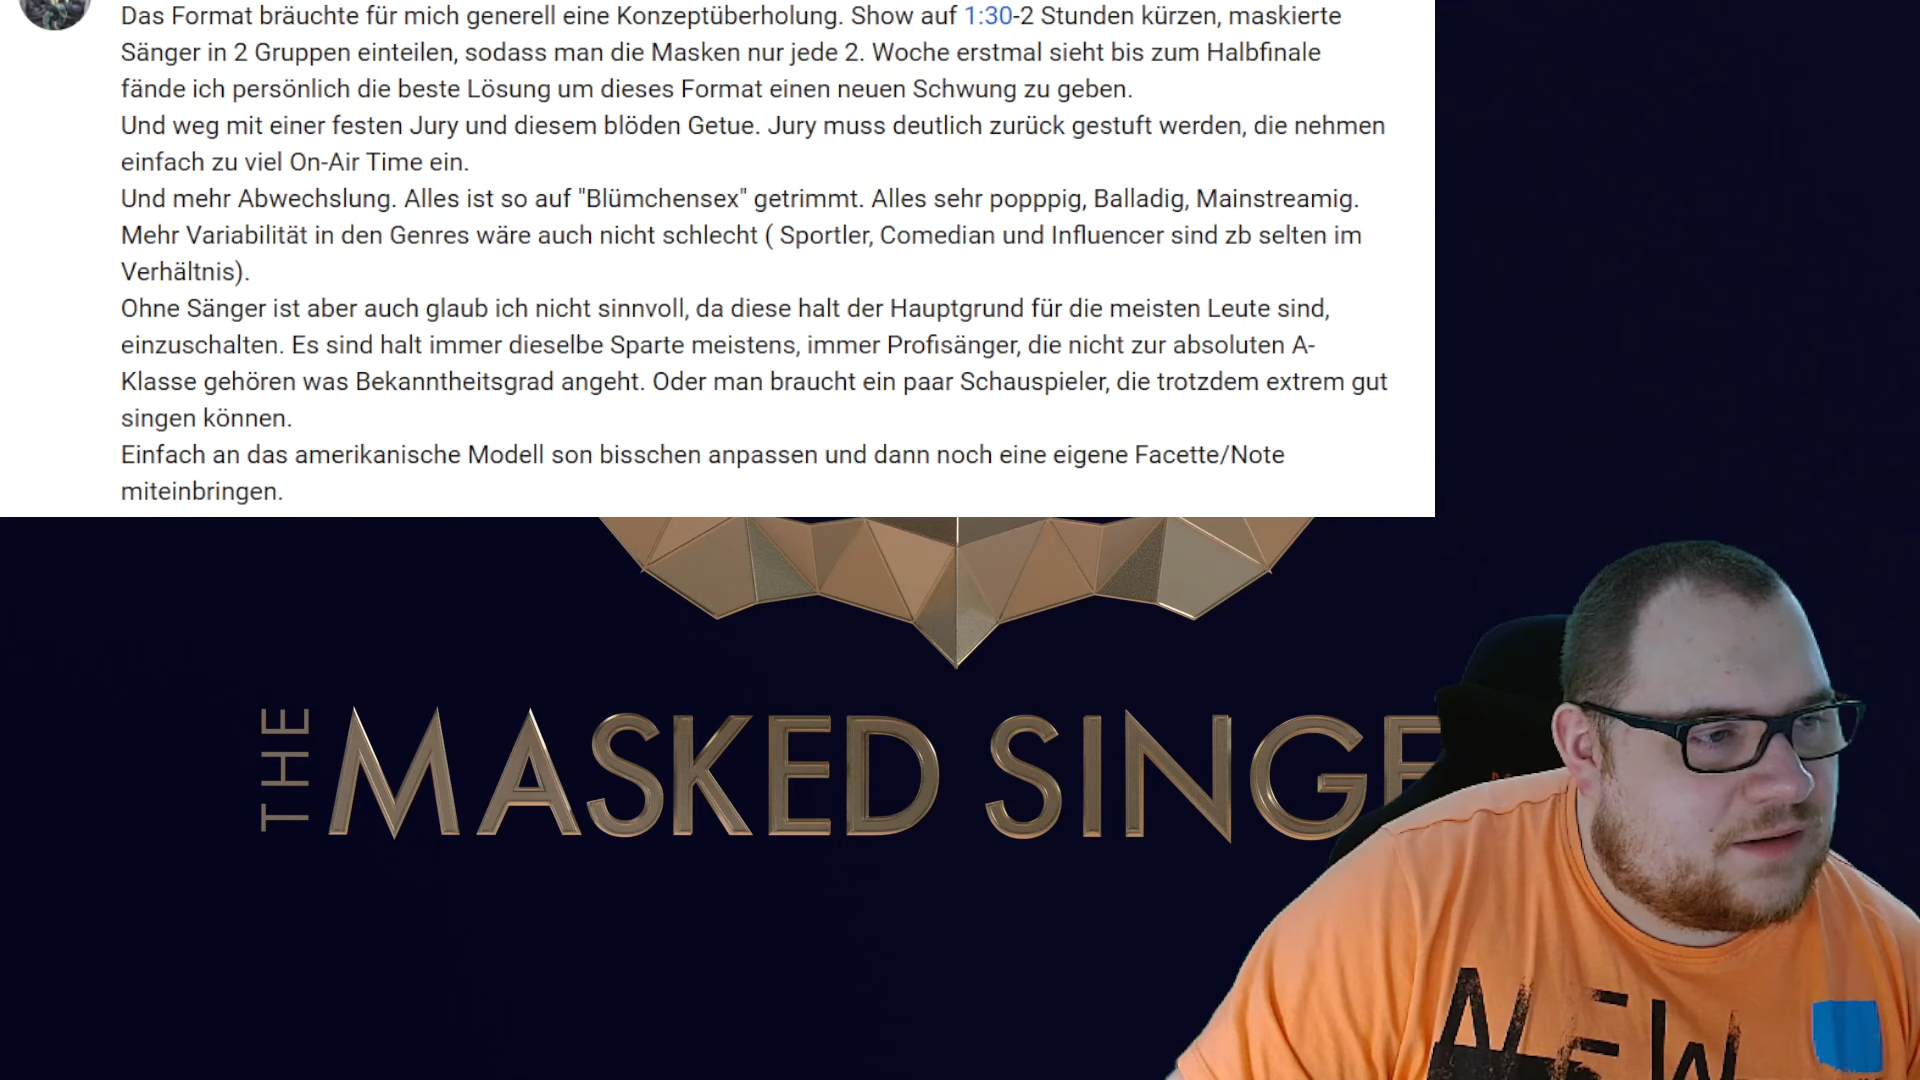 Das Format bräuchte für mich generell eine Konzeptüberholung. Show auf 1:30-2 Stunden kürzen, maskierte
Sänger in 2 Gruppen einteilen, sodass man die Masken nur jede 2. Woche erstmal sieht bis zum Halbfinale
fände ich persönlich die beste Lösung um dieses Format einen neuen Schwung zu geben.
Und weg mit einer festen Jury und diesem blöden Getue. Jury muss deutlich zurück gestuft werden, die nehmen
einfach zu viel On-Air Time ein.
Und mehr Abwechslung. Alles ist so auf "Blümchensex" getrimmt. Alles sehr popppig, Balladig, Mainstreamig.
Mehr Variabilität in den Genres wäre auch nicht schlecht ( Sportler, Comedian und Influencer sind zb selten im
Verhältnis).
Ohne Sänger ist aber auch glaub ich nicht sinnvoll, da diese halt der Hauptgrund für die meisten Leute sind,
einzuschalten. Es sind halt immer dieselbe Sparte meistens, immer Profisänger, die nicht zur absoluten A-
Klasse gehören was Bekanntheitsgrad angeht. Oder man braucht ein paar Schauspieler, die trotzdem extrem gut
singen können.
Einfach an das amerikanische Modell son bisschen anpassen und dann noch eine eigene Facette/Note
miteinbringen.
THE MASKED SINGE
NEW